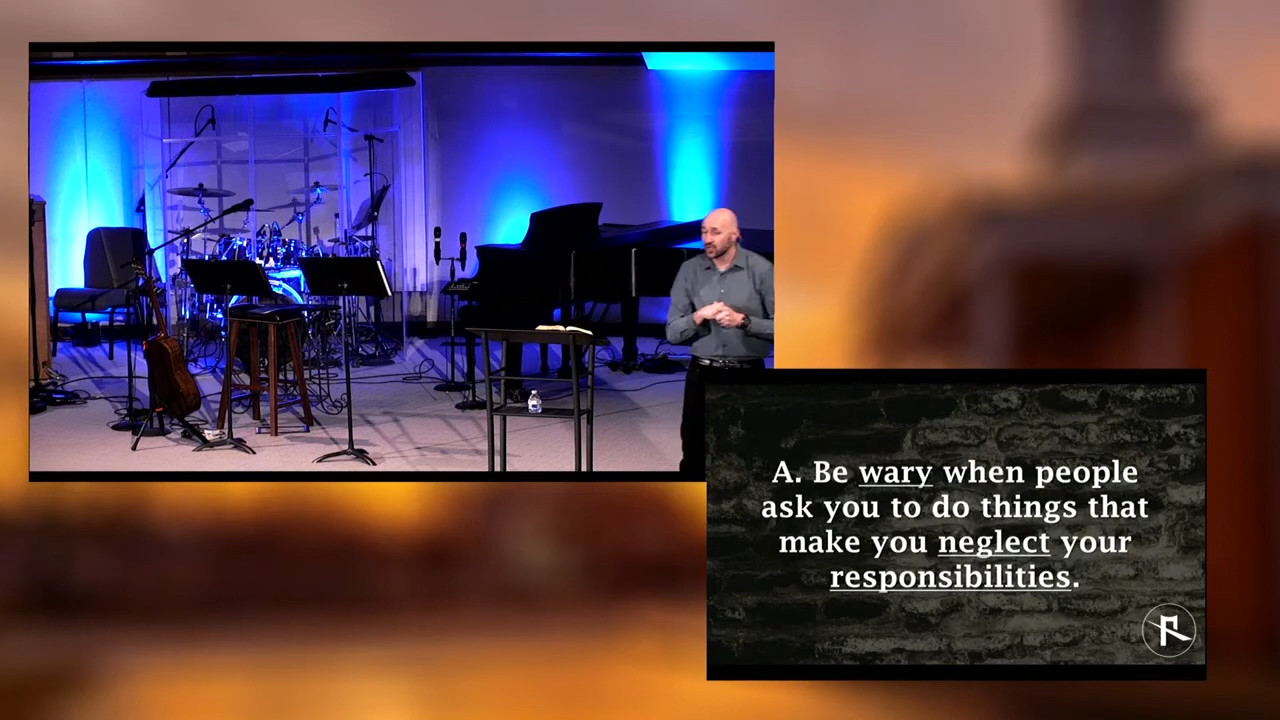 A. Be wary when people
ask you to do things that
make you neglect your
responsibilities.